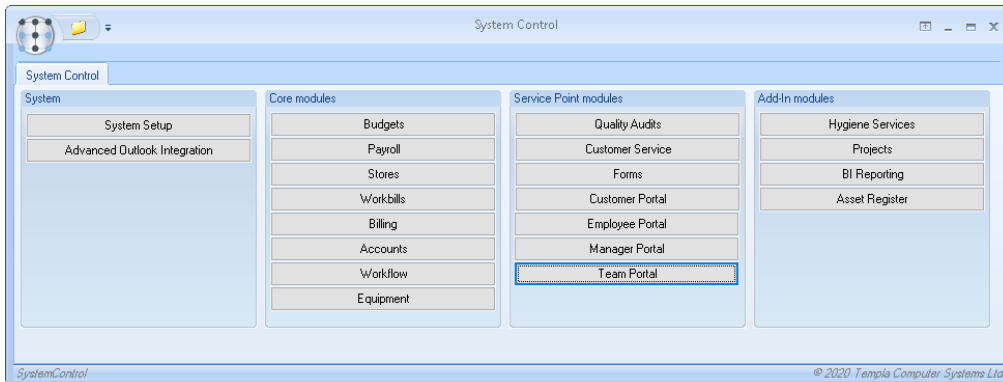 System Control
System Control
System
System Setup
Advanced Outlook Integration
Core modules
Budgets
Payroll
Stores
Workbills
Billing
Accounts
Workflow
Equipment
Service Point modules
Quality Audits
Customer Service
Forms
Customer Portal
Employee Portal
Manager Portal
Team Portal
Add-In modules
Hygiene Services
Projects
BI Reporting
Asset Register
SystemControl
© 2020 Templa Computer Systems Ltd